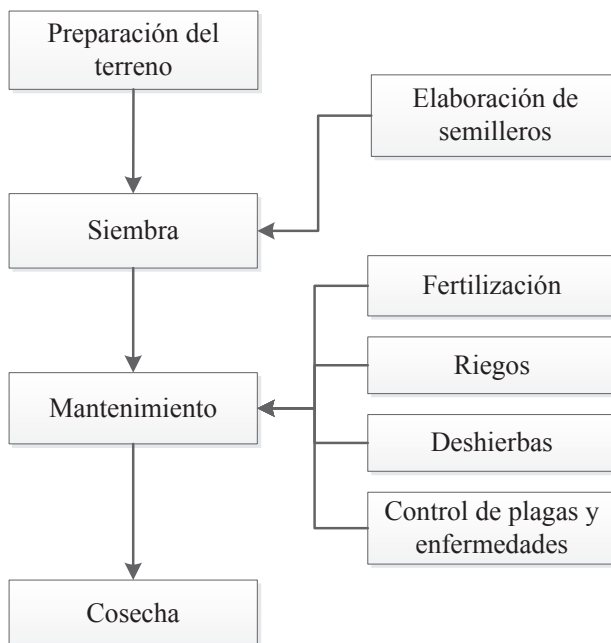 Preparación del
terreno
Elaboración de
semilleros
Siembra
Fertilización
Riegos
Mantenimiento
Deshierbas
Control de plagas y
enfermedades
Cosecha